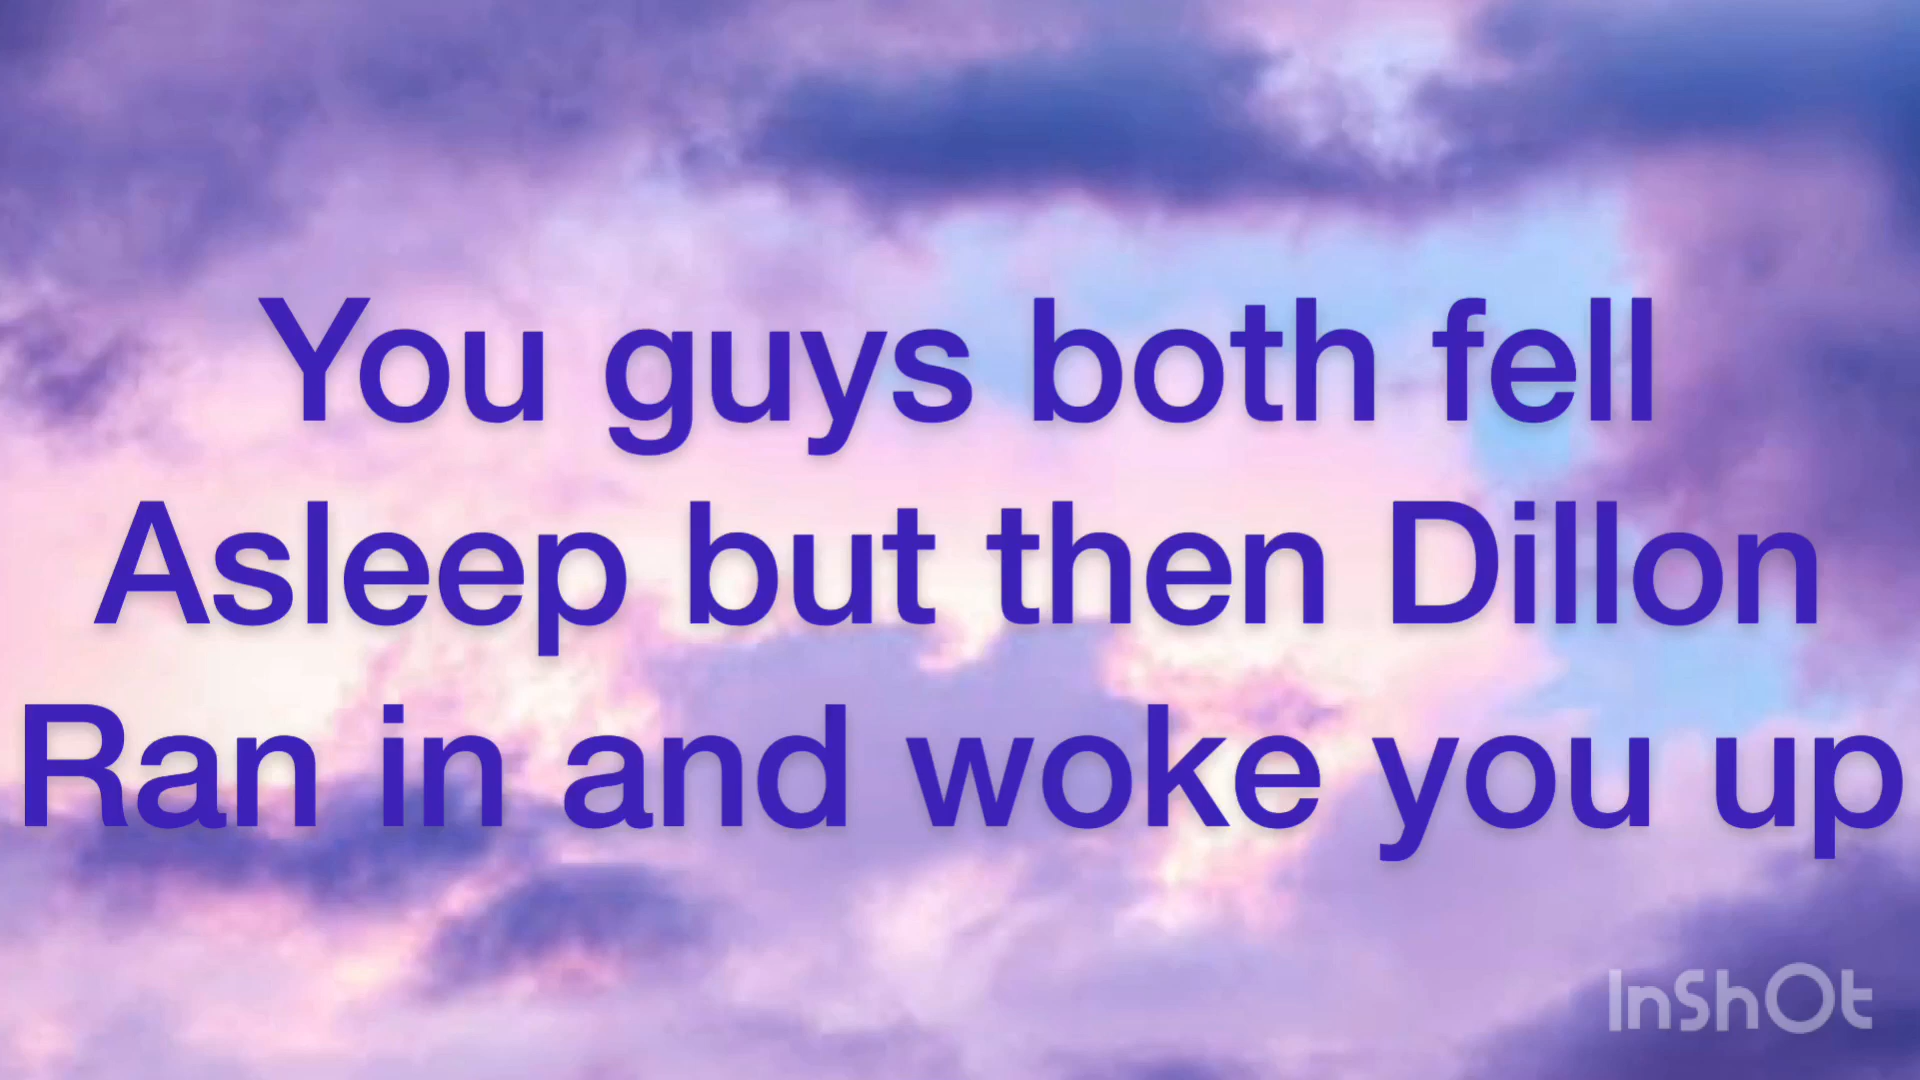 You guys both fell
Asleep but then Dillon
Ran in and woke you up
InShOt